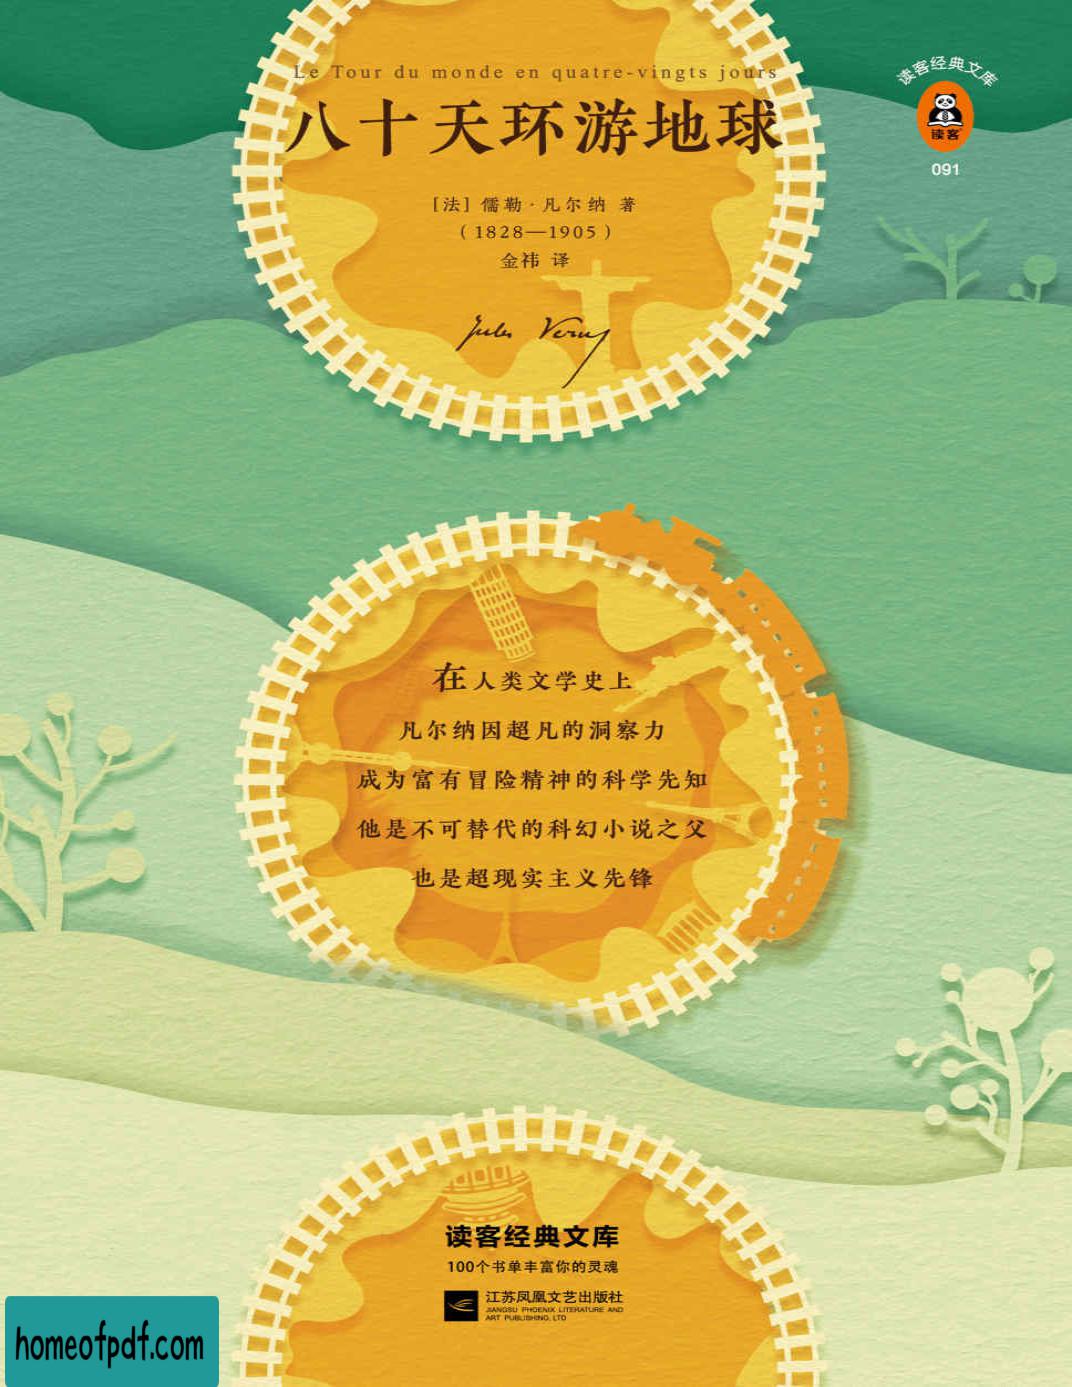 Le Tour du monde en quatre-vingts jours
八十天环游地球
[法] 儒勒·凡尔纳 著
（1828—1905）
金祎 译
Jules Verne
读客经典文库
读客
091
在人类文学史上
凡尔纳因超凡的洞察力
成为富有冒险精神的科学先知
他是不可替代的科幻小说之父
也是超现实主义先锋
读客经典文库
100个书单丰富你的灵魂
江苏凤凰文艺出版社
JIANGSU PHOENIX LITERATURE AND
ART PUBLISHING, LTD
homeofpdf.com